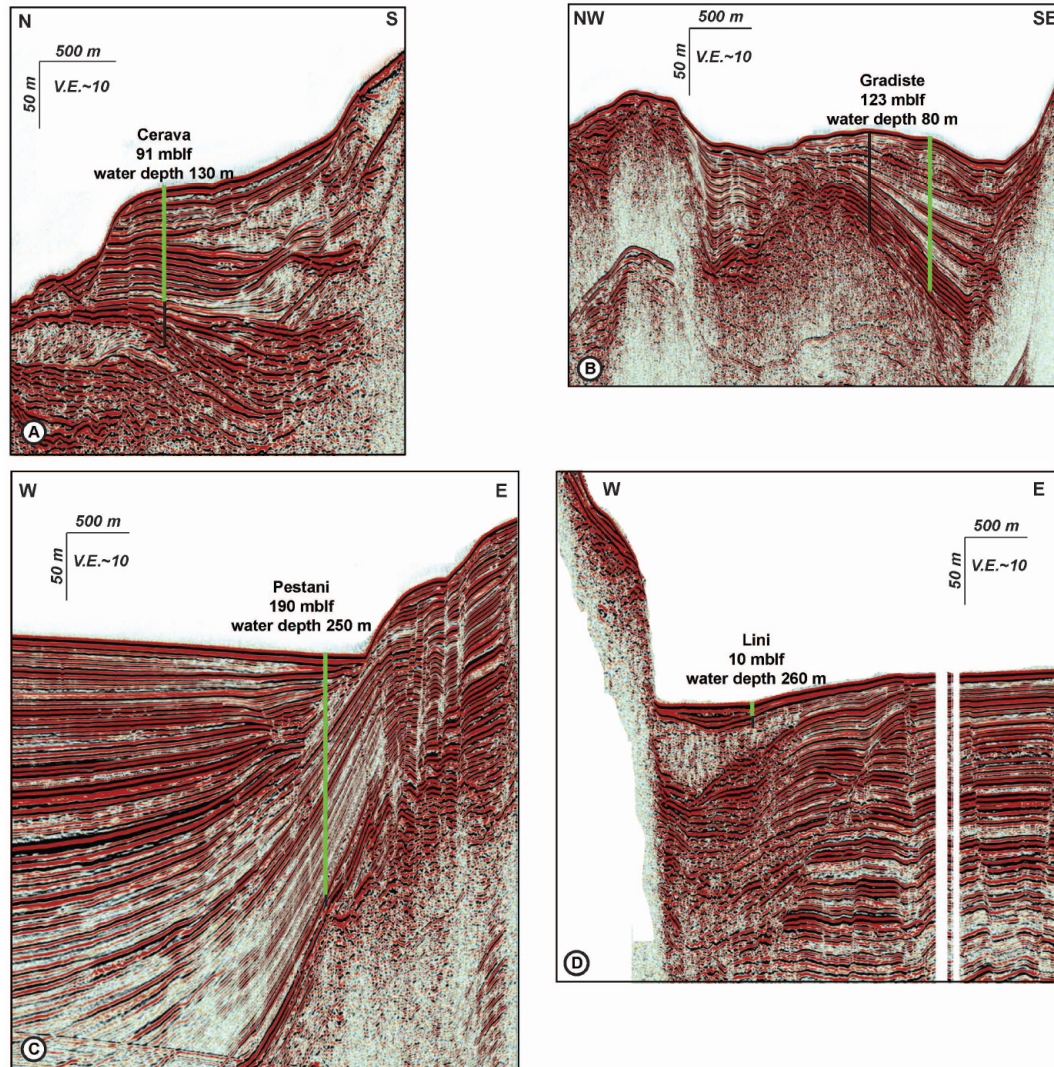 N
S
500 m
50 m
V.E.~10
Cerava
91 mblf
water depth 130 m
A
NW
SE
500 m
50 m
V.E.~10
Gradiste
123 mblf
water depth 80 m
B
W
E
500 m
50 m
V.E.~10
Pestani
190 mblf
water depth 250 m
C
W
E
500 m
50 m
V.E.~10
Lini
10 mblf
water depth 260 m
D